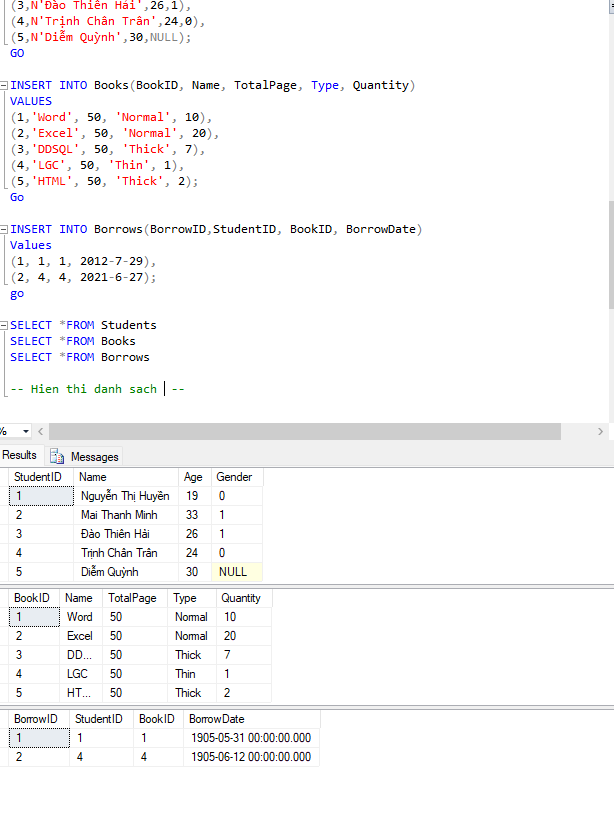 (3,N'Đào Thiên Hải',26,1),
(4,N'Trịnh Chân Trân',24,0),
(5,N'Diễm Quỳnh',30,NULL);
GO
INSERT INTO Books(BookID, Name, TotalPage, Type, Quantity)
VALUES
(1,'Word', 50, 'Normal', 10),
(2,'Excel', 50, 'Normal', 20),
(3,'DDSQL', 50, 'Thick', 7),
(4,'LGC', 50, 'Thin', 1),
(5,'HTML', 50, 'Thick', 2);
Go
INSERT INTO Borrows(BorrowID,StudentID, BookID, BorrowDate)
Values
(1, 1, 1, 2012-7-29),
(2, 4, 4, 2021-6-27);
go
SELECT *FROM Students
SELECT *FROM Books
SELECT *FROM Borrows
-- Hien thi danh sach --
%
Results Messages
StudentID Name Age Gender
1 Nguyễn Thị Huyền 19 0
2 Mai Thanh Minh 33 1
3 Đào Thiên Hải 26 1
4 Trịnh Chân Trân 24 0
5 Diễm Quỳnh 30 NULL
BookID Name TotalPage Type Quantity
1 Word 50 Normal 10
2 Excel 50 Normal 20
3 DD... 50 Thick 7
4 LGC 50 Thin 1
5 HT... 50 Thick 2
BorrowID StudentID BookID BorrowDate
1 1 1 1905-05-31 00:00:00.000
2 4 4 1905-06-12 00:00:00.000